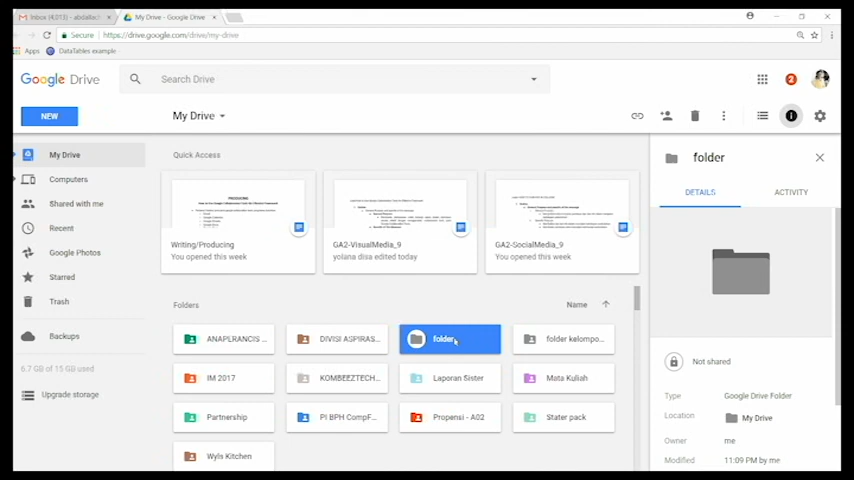 Inbox (4,013) - abdallect
My Drive - Google Drive
Secure
https://drive.google.com/drive/my-drive
Apps
DataTables example
Google Drive
Search Drive
2
NEW
My Drive
folder
My Drive
Computers
Shared with me
Recent
Google Photos
Starred
Trash
Backups
6.7 GB of 15 GB used
Upgrade storage
Quick Access
PRODUCING
Writing/Producing
You opened this week
GA2-VisualMedia_9
yolana disa edited today
GA2-SocialMedia_9
You opened this week
Folders
Name
ANAPLRANCIS ...
DIVISI ASPIRAS...
folder
folder kelompo...
IM 2017
KOMBEEZTECH...
Laporan Sister
Mata Kuliah
Partnership
PI BPH CompF...
Propensi - A02
Stater pack
Wyls Kitchen
DETAILS
ACTIVITY
Not shared
Type
Google Drive Folder
Location
My Drive
Owner
me
Modified
11:09 PM by me